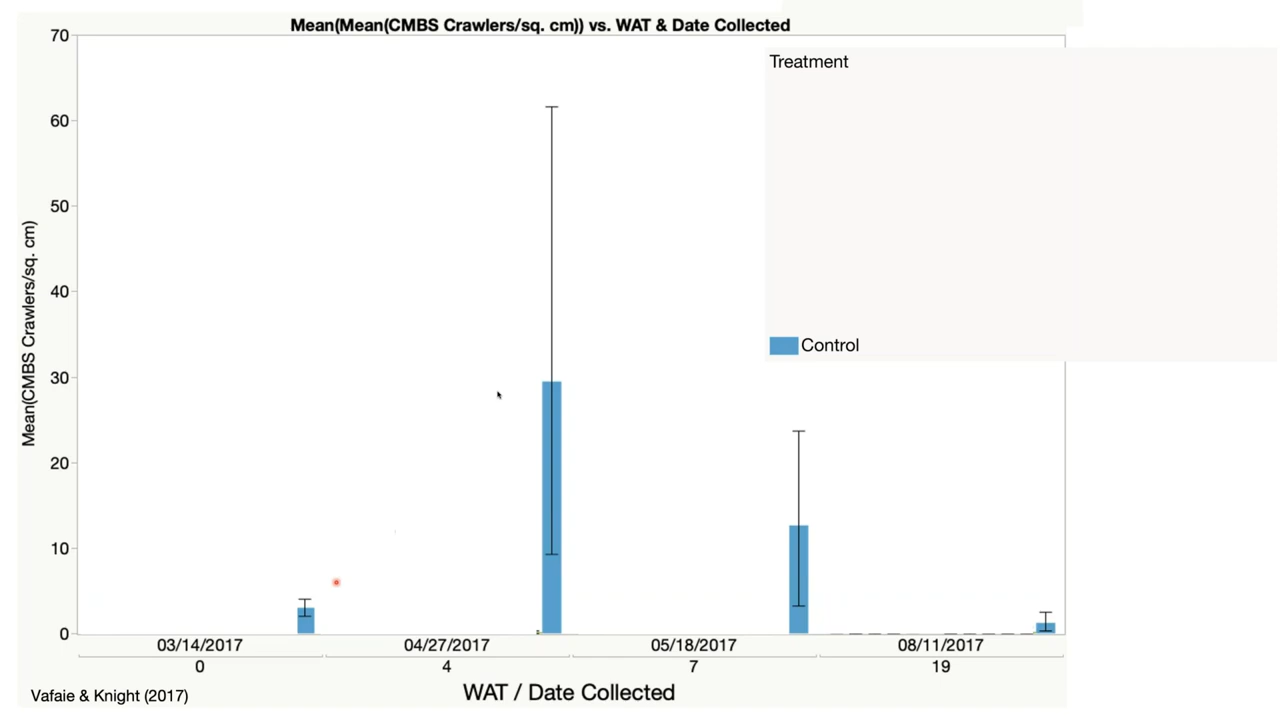 Mean(Mean(CMBS Crawlers/sq. cm)) vs. WAT & Date Collected
Treatment
Control
Mean(CMBS Crawlers/sq. cm)
70
60
50
40
30
20
10
0
03/14/2017 04/27/2017 05/18/2017 08/11/2017
0 4 7 19
WAT / Date Collected
Vafaie & Knight (2017)